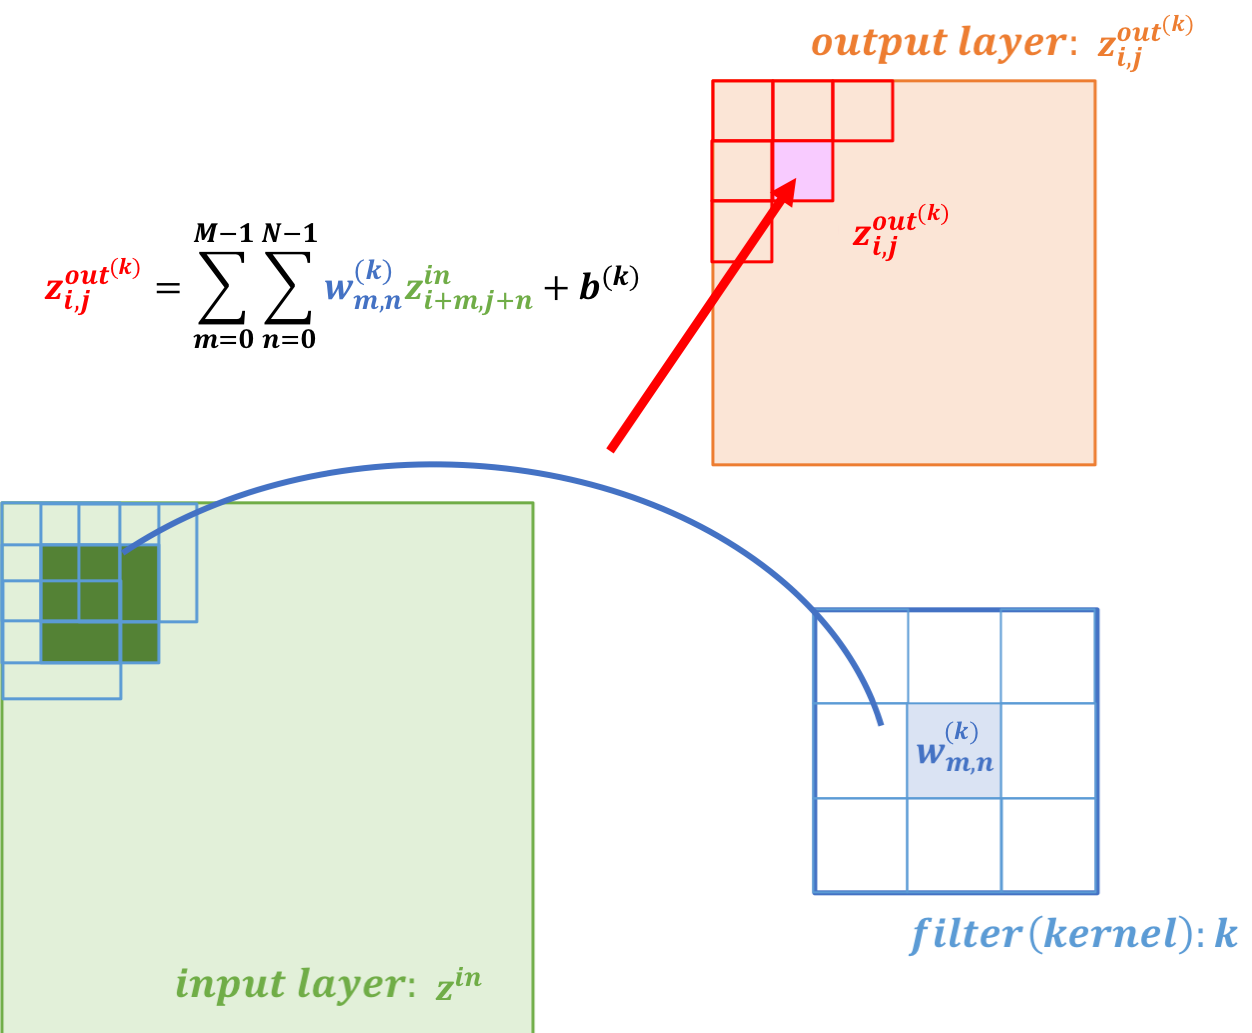 output layer: z_{i,j}^{out^{(k)}}
z_{i,j}^{out^{(k)}}
z_{i,j}^{out^{(k)}} = \sum_{m=0}^{M-1} \sum_{n=0}^{N-1} w_{m,n}^{(k)} z_{i+m,j+n}^{in} + b^{(k)}
w_{m,n}^{(k)}
filter(kernel): k
input layer: z^{in}